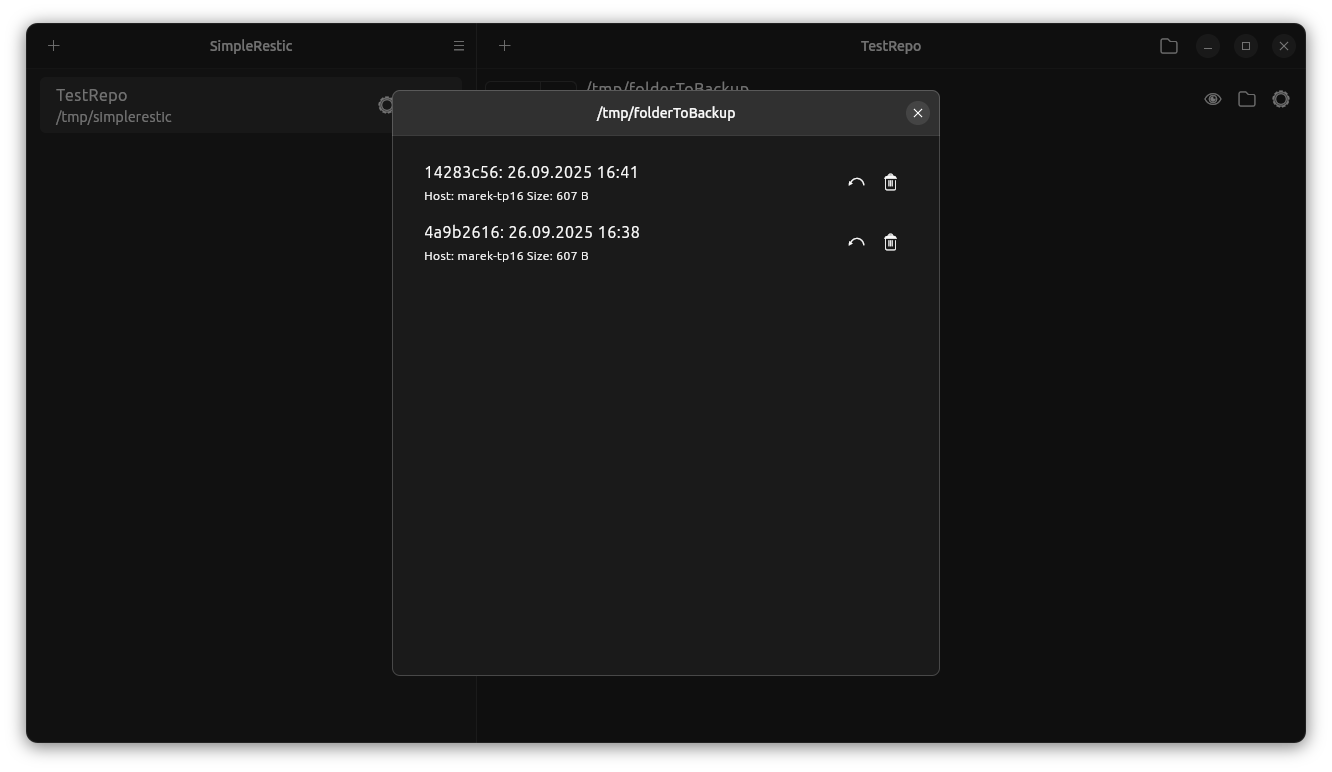 SimpleRestic
TestRepo
TestRepo
/tmp/simplerestic
/tmp/folderToBackup
/tmp/folderToBackup
14283c56: 26.09.2025 16:41
Host: marek-tp16 Size: 607 B
4a9b2616: 26.09.2025 16:38
Host: marek-tp16 Size: 607 B